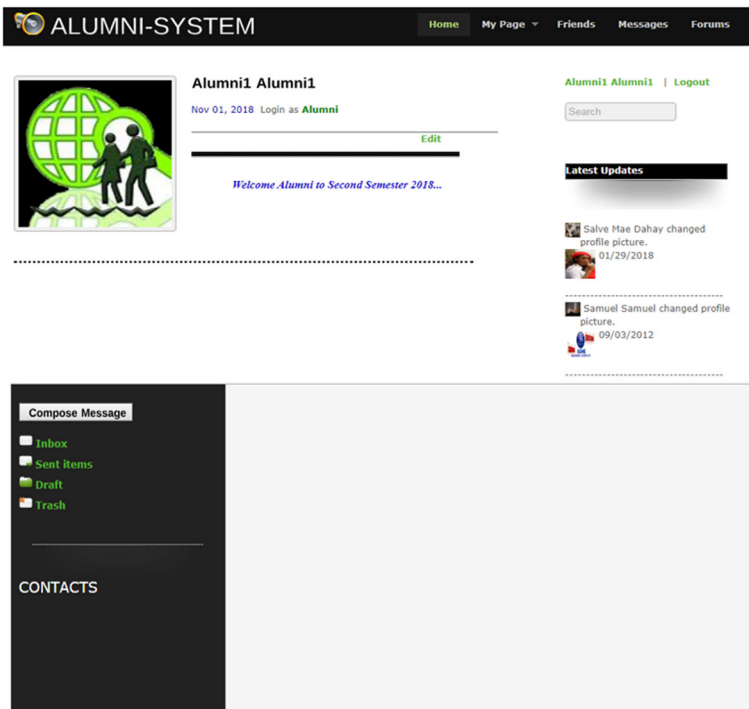 ALUMNI-SYSTEM
Home My Page Friends Messages Forums
Alumni1 Alumni1
Nov 01, 2018 Login as Alumni
Edit
Welcome Alumni to Second Semester 2018...
Alumni1 Alumni1 | Logout
Search
Latest Updates
Salve Mae Dahay changed
profile picture.
01/29/2018
Samuel Samuel changed profile
picture.
09/03/2012
Compose Message
Inbox
Sent items
Draft
Trash
CONTACTS